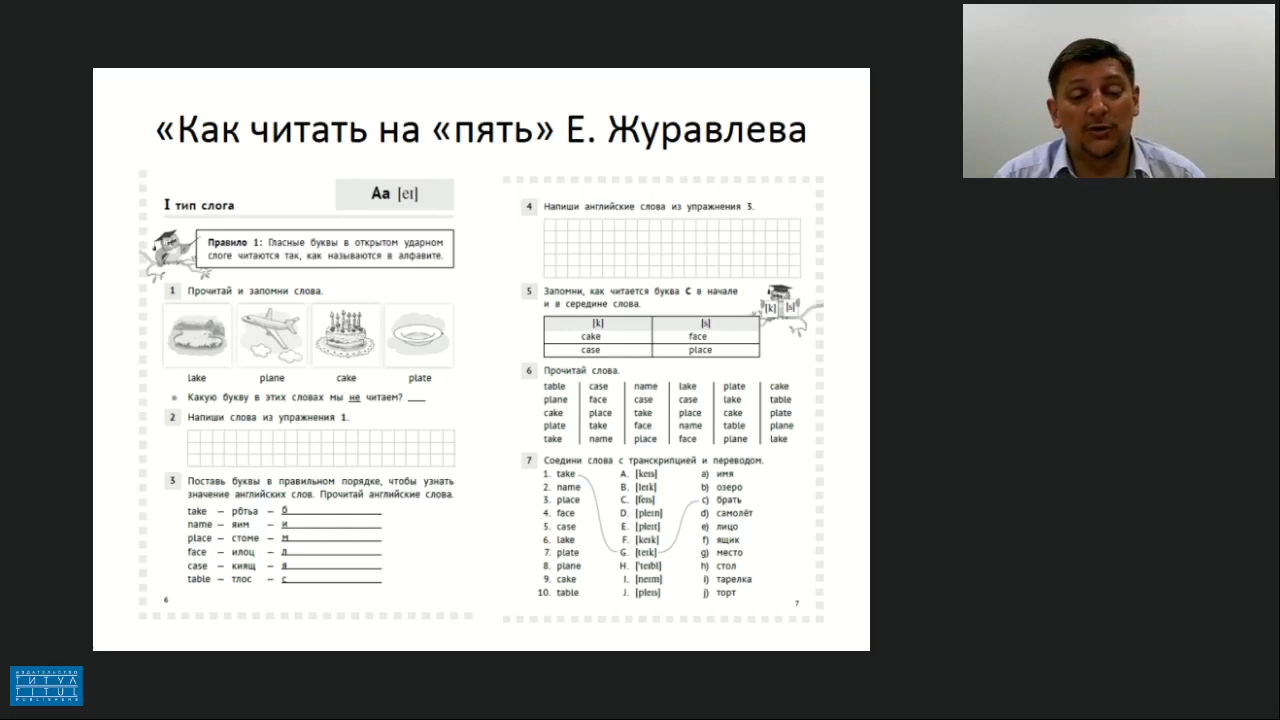 «Как читать на «пять» Е. Журавлева
I тип слога
Aa [eɪ]
Правило 1: Гласные буквы в открытом ударном
слоге читаются так, как называются в алфавите.
1 Прочитай и запомни слова.
lake plane cake plate
Какую букву в этих словах мы не читаем? ___
2 Напиши слова из упражнения 1.
3 Поставь буквы в правильном порядке, чтобы узнать
значение английских слов. Прочитай английские слова.
take – рбтьа – б
name – яим – и
place – стоме – м
face – илоц – л
case – киящ – я
table – тлос – с
6
4 Напиши английские слова из упражнения 3.
5 Запомни, как читается буква C в начале
и в середине слова.
[k] [s]
[k] [s]
cake face
case place
6 Прочитай слова.
table case name lake plate cake
plane face case case lake table
cake place take place cake plate
plate take face name table plane
take name place face plane lake
7 Соедини слова с транскрипцией и переводом.
1. take A. [keɪs] a) имя
2. name B. [leɪk] b) озеро
3. place C. [feɪs] c) брать
4. face D. [pleɪn] d) самолёт
5. case E. [pleɪt] e) лицо
6. lake F. [keɪk] f) ящик
7. plate G. [teɪk] g) место
8. plane H. ['teɪbl] h) стол
9. cake I. [neɪm] i) тарелка
10. table J. [pleɪs] j) торт
7
ИЗДАТЕЛЬСТВО
ТИТУЛ
TITUL
PUBLISHERS